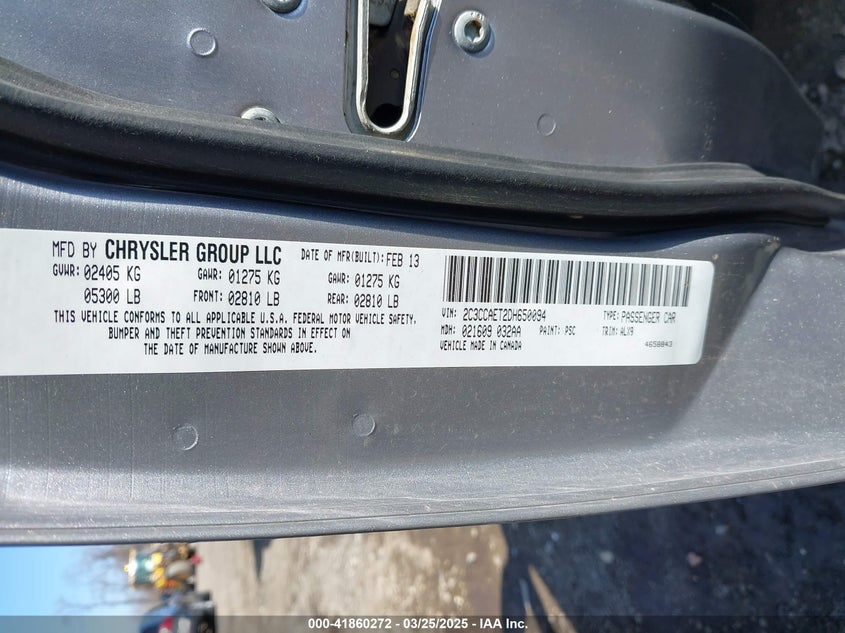 MFD BY CHRYSLER GROUP LLC DATE OF MFR(BUILT): FEB 13
GVWR: 02405 KG GAWR: 01275 KG GAWR: 01275 KG
05300 LB FRONT: 02810 LB REAR: 02810 LB
THIS VEHICLE CONFORMS TO ALL APPLICABLE U.S.A. FEDERAL MOTOR VEHICLE SAFETY,
BUMPER AND THEFT PREVENTION STANDARDS IN EFFECT ON
THE DATE OF MANUFACTURE SHOWN ABOVE.
VIN: 2C3CCAET2DH650094 TYPE: PASSENGER CAR
MDH: 021609 032AA PAINT: PSC TRIM: ALX9
VEHICLE MADE IN CANADA 4658843
000-41860272 - 03/25/2025 - IAA Inc.